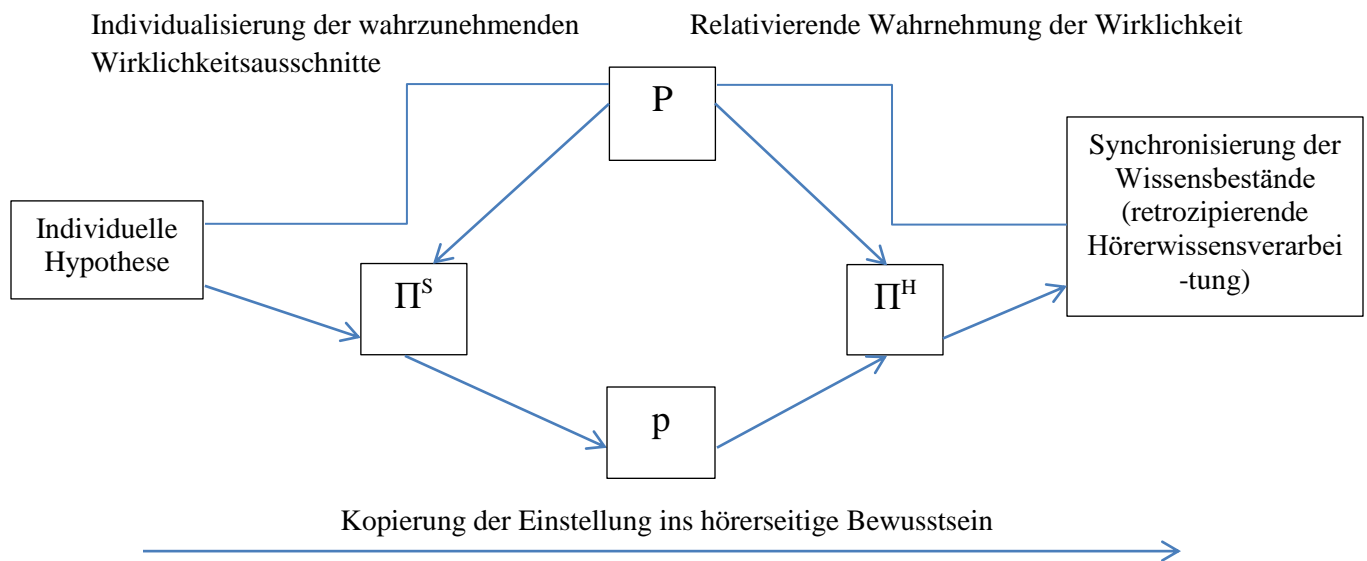 Individualisierung der wahrzunehmenden
Wirklichkeitsausschnitte
Relativierende Wahrnehmung der Wirklichkeit
P
Individuelle
Hypothese
Synchronisierung der
Wissensbestände
(retrozipierende
Hörerwissensverarbei
-tung)
Π^S
Π^H
p
Kopierung der Einstellung ins hörerseitige Bewusstsein